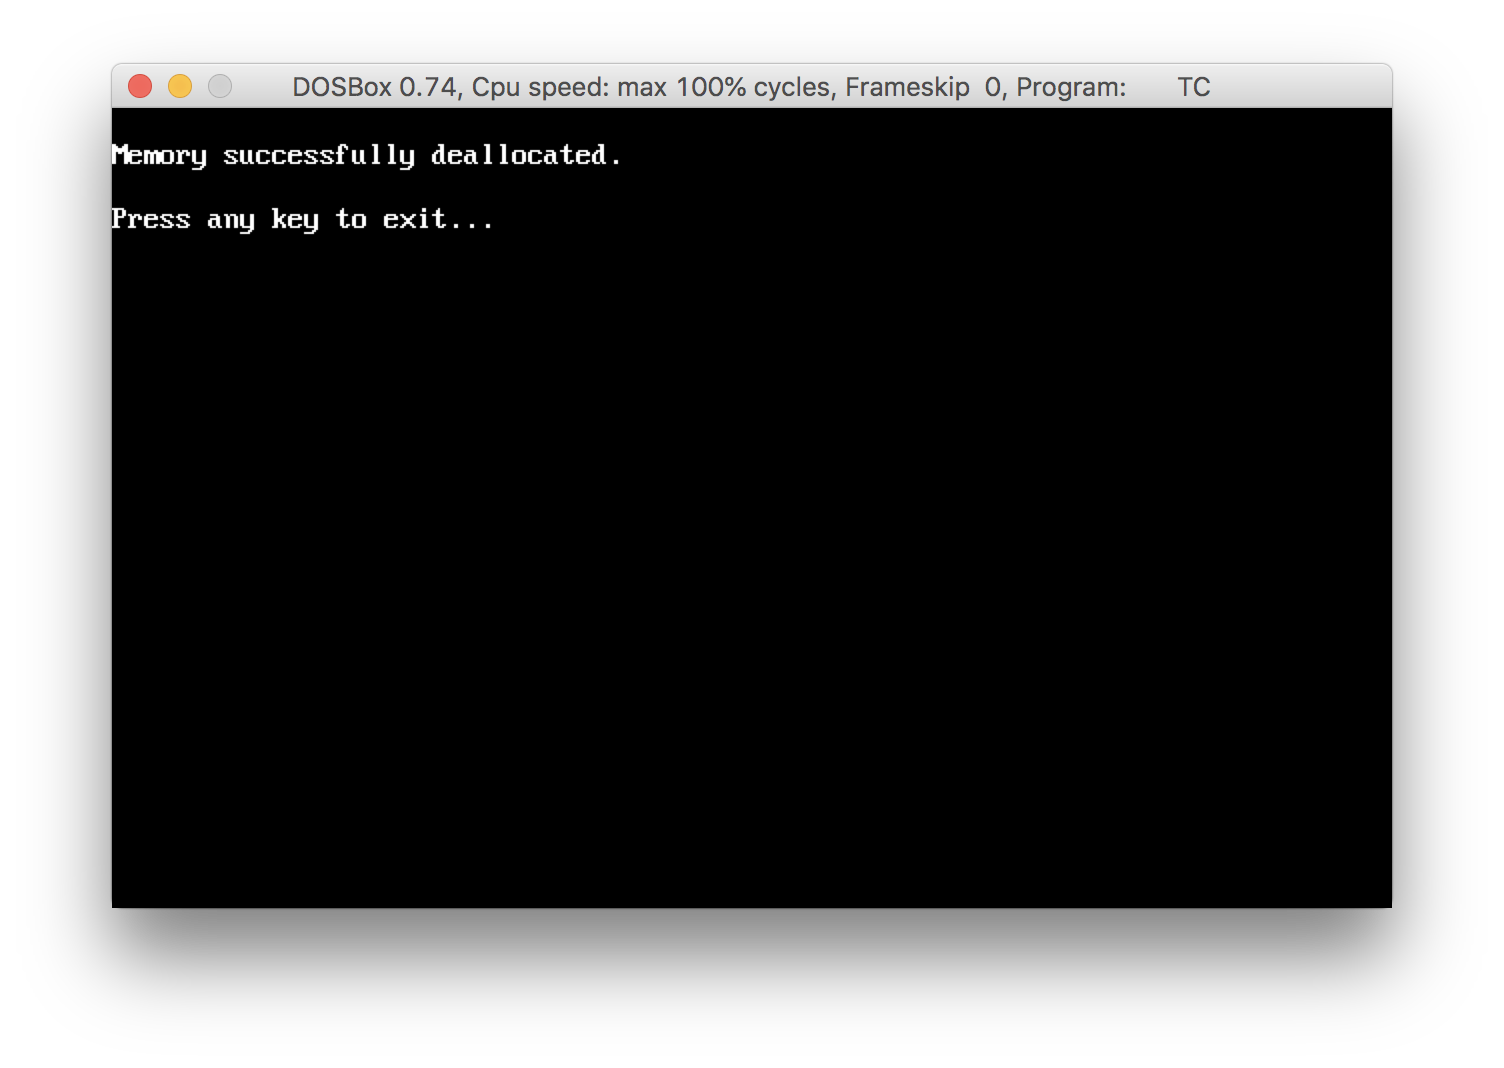 DOSBox 0.74, Cpu speed: max 100% cycles, Frameskip  0, Program:       TC
Memory successfully deallocated.
Press any key to exit...